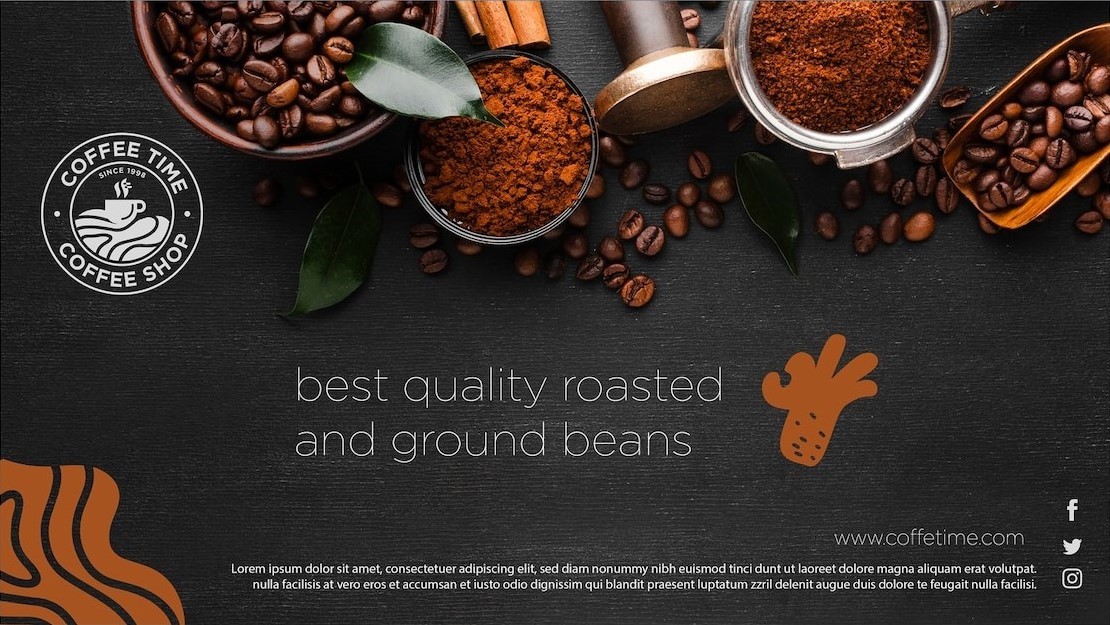 COFFEE TIME
SINCE 1998
COFFEE SHOP
best quality roasted
and ground beans
www.coffetime.com
Lorem ipsum dolor sit amet, consectetuer adipiscing elit, sed diam nonummy nibh euismod tinci dunt ut laoreet dolore magna aliquam erat volutpat.
nulla facilisis at vero eros et accumsan et iusto odio dignissim qui blandit praesent luptatum zzril delenit augue duis dolore te feugait nulla facilisi.